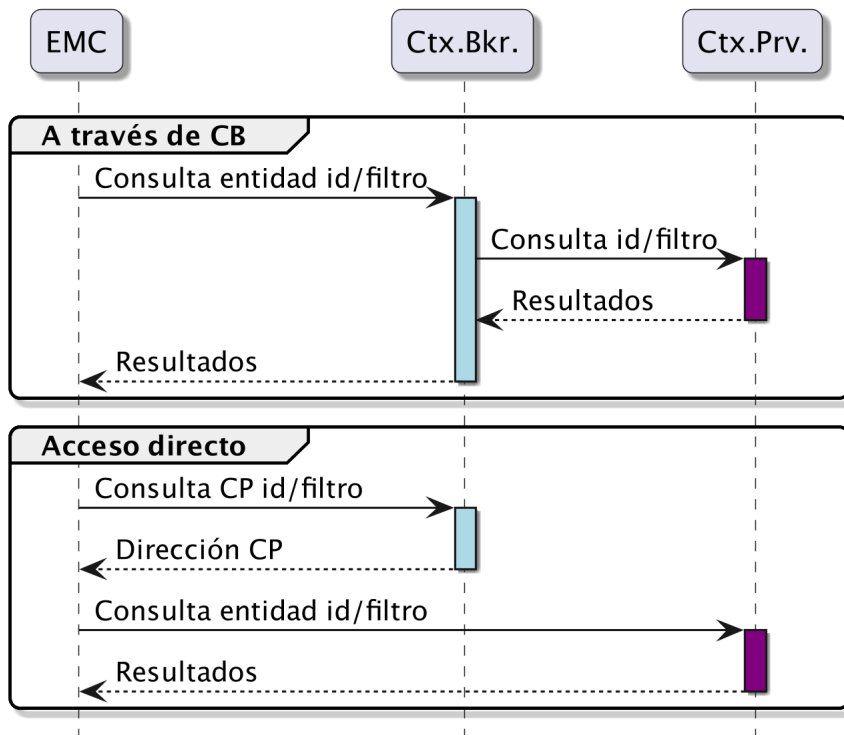 EMC
Ctx.Bkr.
Ctx.Prv.
A través de CB
Consulta entidad id/filtro
Consulta id/filtro
Resultados
Resultados
Acceso directo
Consulta CP id/filtro
Dirección CP
Consulta entidad id/filtro
Resultados